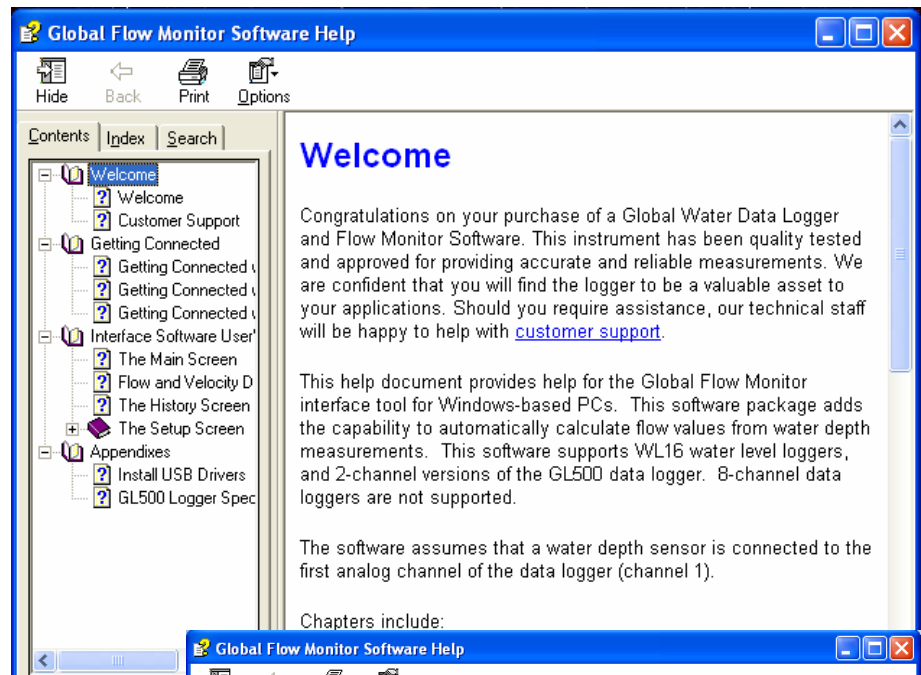 Global Flow Monitor Software Help
Hide Back Print Options
Contents Index Search
Welcome
Welcome
Customer Support
Getting Connected
Getting Connected
Getting Connected
Getting Connected
Interface Software User'
The Main Screen
Flow and Velocity D
The History Screen
The Setup Screen
Appendixes
Install USB Drivers
GL500 Logger Spec
Welcome
Congratulations on your purchase of a Global Water Data Logger
and Flow Monitor Software. This instrument has been quality tested
and approved for providing accurate and reliable measurements. We
are confident that you will find the logger to be a valuable asset to
your applications. Should you require assistance, our technical staff
will be happy to help with customer support.
This help document provides help for the Global Flow Monitor
interface tool for Windows-based PCs. This software package adds
the capability to automatically calculate flow values from water depth
measurements. This software supports WL16 water level loggers,
and 2-channel versions of the GL500 data logger. 8-channel data
loggers are not supported.
The software assumes that a water depth sensor is connected to the
first analog channel of the data logger (channel 1).
Chapters include:
Global Flow Monitor Software Help